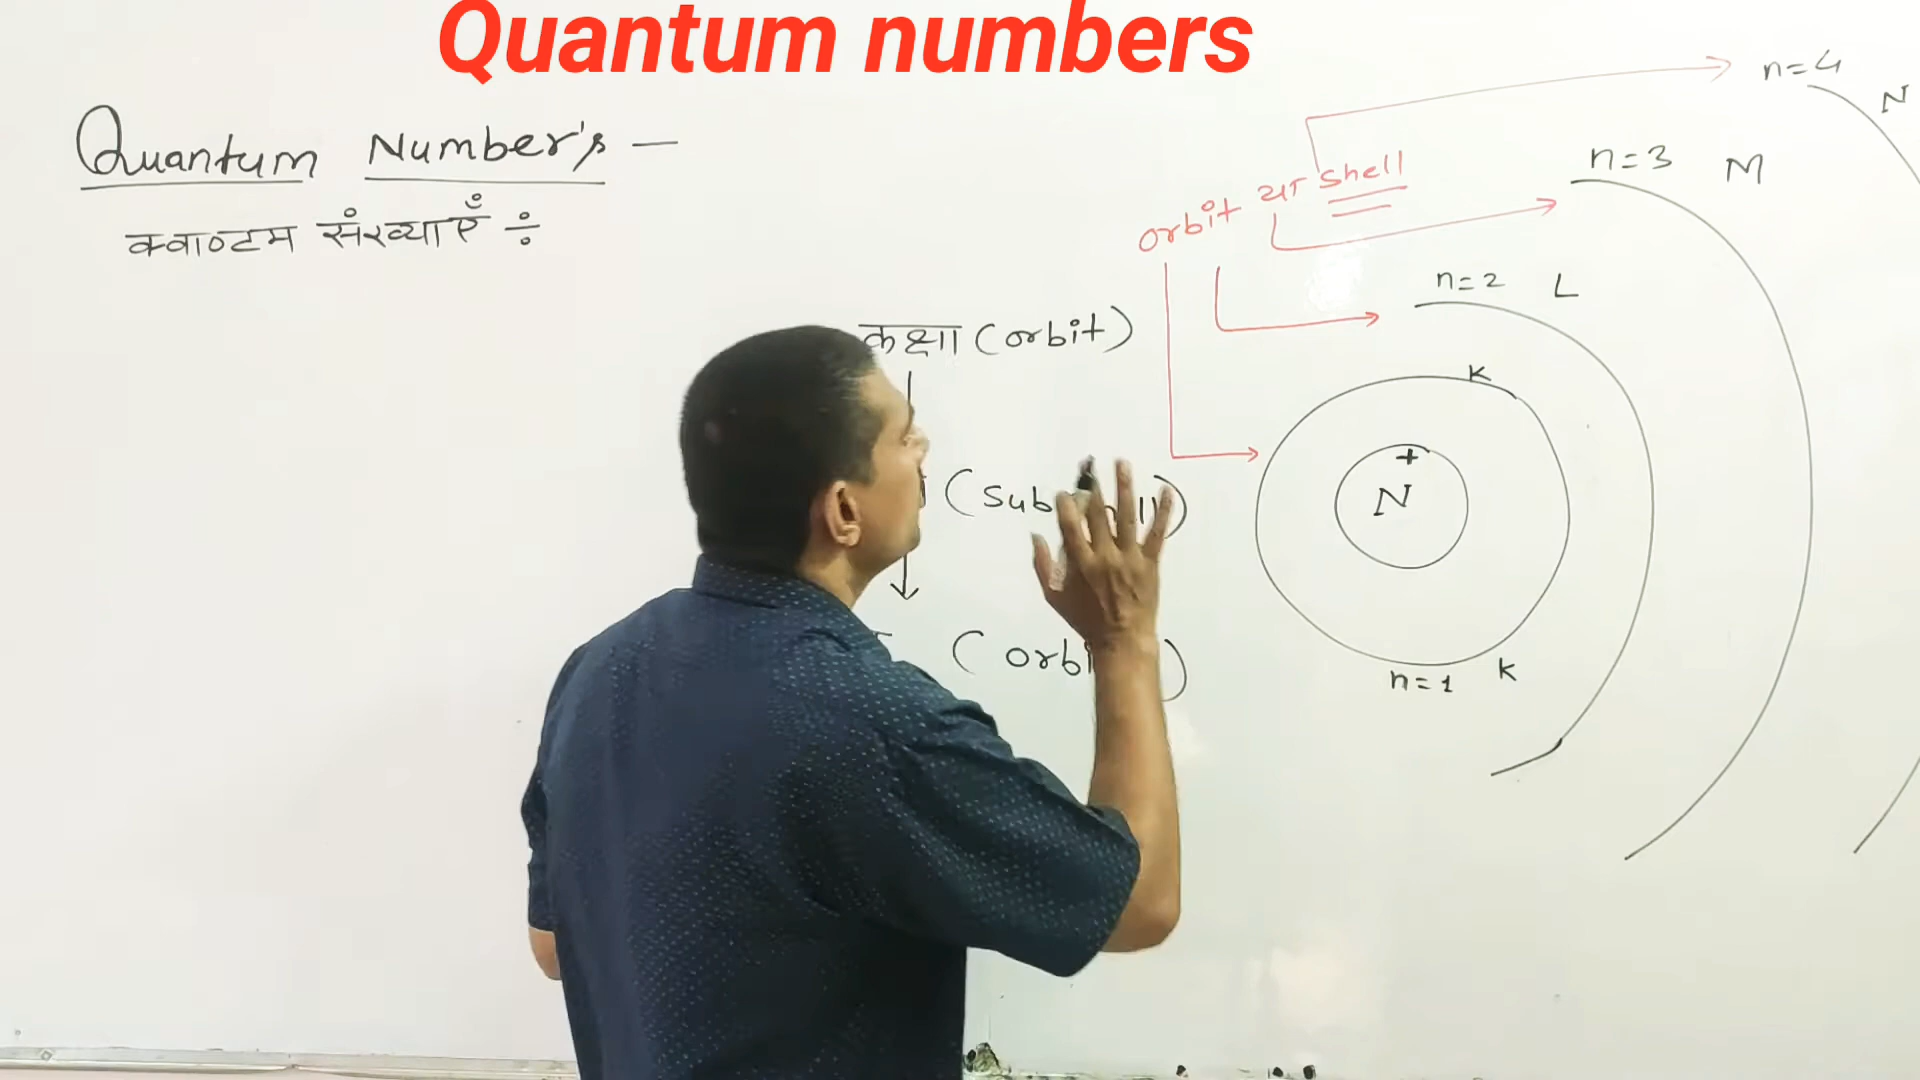 Quantum numbers
Quantum Number's —
क्वाण्टम संख्याएँ ÷
कक्षा (orbit)
orbit या shell
n=4
N
n=3 M
n=2 L
K
+
N
n=1 K